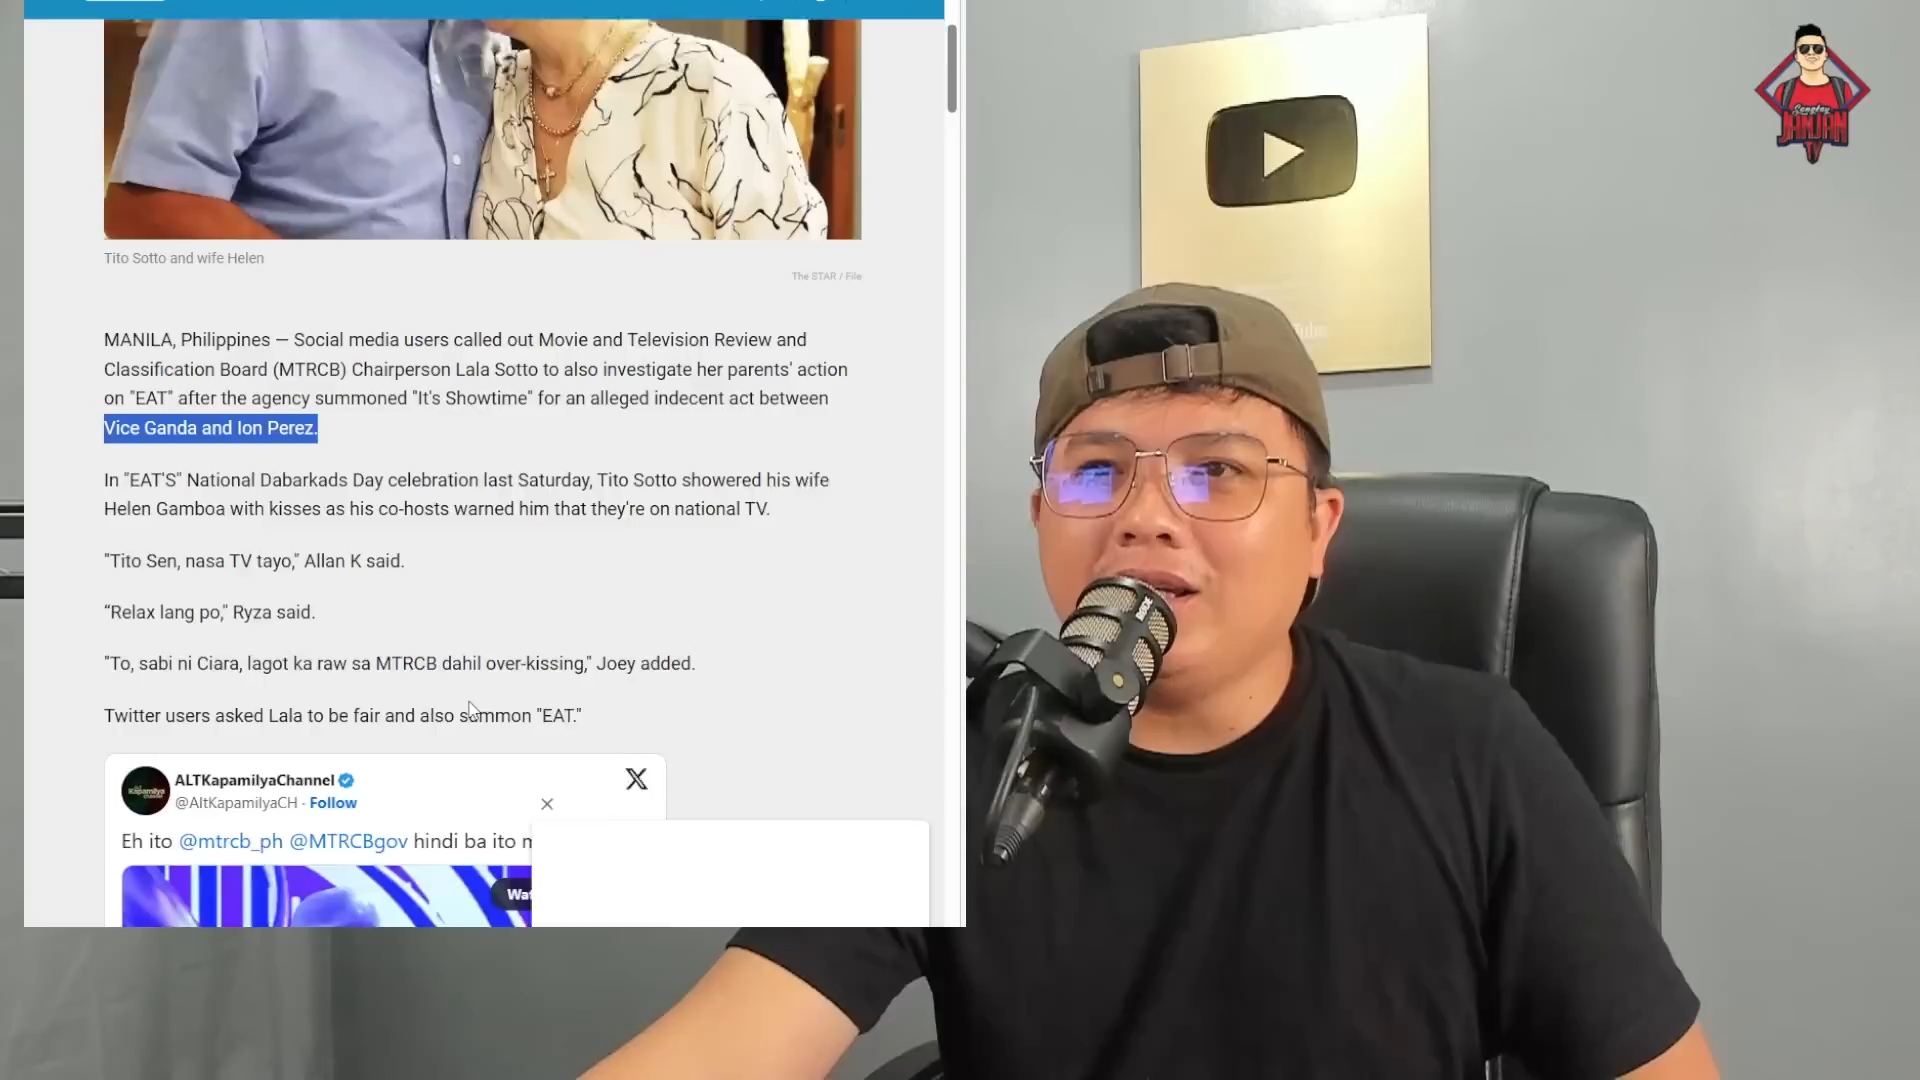 Tito Sotto and wife Helen
The STAR / File
MANILA, Philippines — Social media users called out Movie and Television Review and
Classification Board (MTRCB) Chairperson Lala Sotto to also investigate her parents' action
on "EAT" after the agency summoned "It's Showtime" for an alleged indecent act between
Vice Ganda and Ion Perez.
In "EAT'S" National Dabarkads Day celebration last Saturday, Tito Sotto showered his wife
Helen Gamboa with kisses as his co-hosts warned him that they're on national TV.
"Tito Sen, nasa TV tayo," Allan K said.
“Relax lang po," Ryza said.
"To, sabi ni Ciara, lagot ka raw sa MTRCB dahil over-kissing," Joey added.
Twitter users asked Lala to be fair and also summon "EAT."
ALTKapamilyaChannel
@AltKapamilyaCH · Follow
Eh ito @mtrcb_ph @MTRCBgov hindi ba ito
JANJAN
TV
RODE